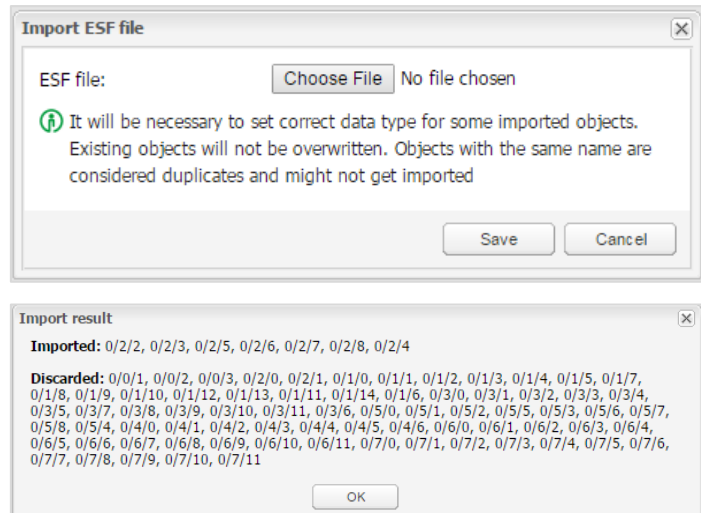 Import ESF file
ESF file: Choose File No file chosen
It will be necessary to set correct data type for some imported objects.
Existing objects will not be overwritten. Objects with the same name are
considered duplicates and might not get imported
Save Cancel
Import result
Imported: 0/2/2, 0/2/3, 0/2/5, 0/2/6, 0/2/7, 0/2/8, 0/2/4
Discarded: 0/0/1, 0/0/2, 0/0/3, 0/2/0, 0/2/1, 0/1/0, 0/1/1, 0/1/2, 0/1/3, 0/1/4, 0/1/5, 0/1/7,
0/1/8, 0/1/9, 0/1/10, 0/1/12, 0/1/13, 0/1/11, 0/1/14, 0/1/6, 0/3/0, 0/3/1, 0/3/2, 0/3/3, 0/3/4,
0/3/5, 0/3/7, 0/3/8, 0/3/9, 0/3/10, 0/3/11, 0/3/6, 0/5/0, 0/5/1, 0/5/2, 0/5/5, 0/5/3, 0/5/6, 0/5/7,
0/5/8, 0/5/4, 0/4/0, 0/4/1, 0/4/2, 0/4/3, 0/4/4, 0/4/5, 0/4/6, 0/6/0, 0/6/1, 0/6/2, 0/6/3, 0/6/4,
0/6/5, 0/6/6, 0/6/7, 0/6/8, 0/6/9, 0/6/10, 0/6/11, 0/7/0, 0/7/1, 0/7/2, 0/7/3, 0/7/4, 0/7/5, 0/7/6,
0/7/7, 0/7/8, 0/7/9, 0/7/10, 0/7/11
OK